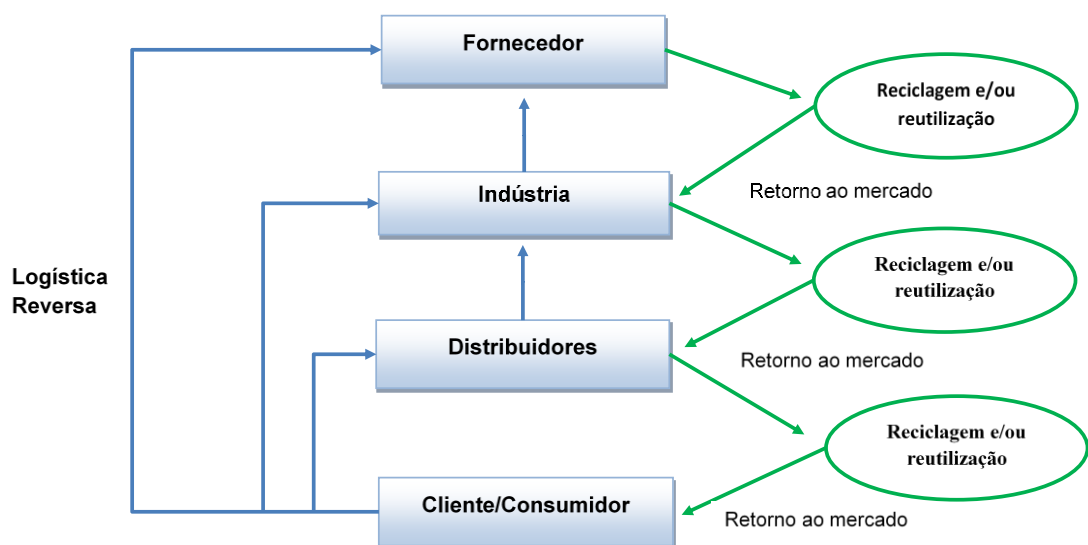 Fornecedor
Reciclagem e/ou
reutilização
Indústria
Retorno ao mercado
Logística
Reversa
Reciclagem e/ou
reutilização
Distribuidores
Retorno ao mercado
Reciclagem e/ou
reutilização
Cliente/Consumidor
Retorno ao mercado